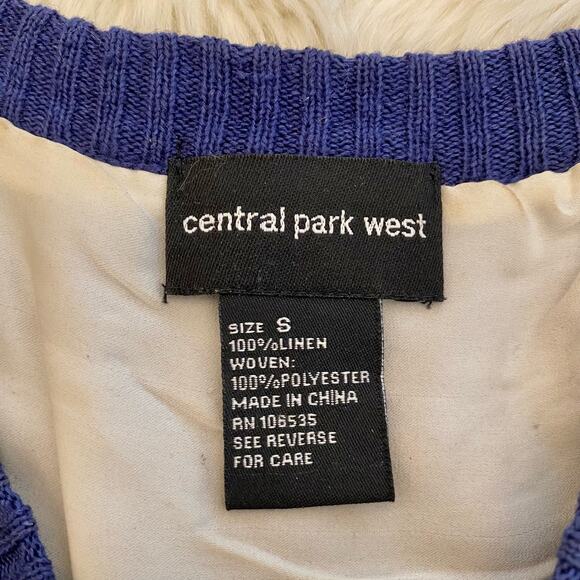 central park west
SIZE S
100%LINEN
WOVEN:
100%POLYESTER
MADE IN CHINA
RN 106535
SEE REVERSE
FOR CARE